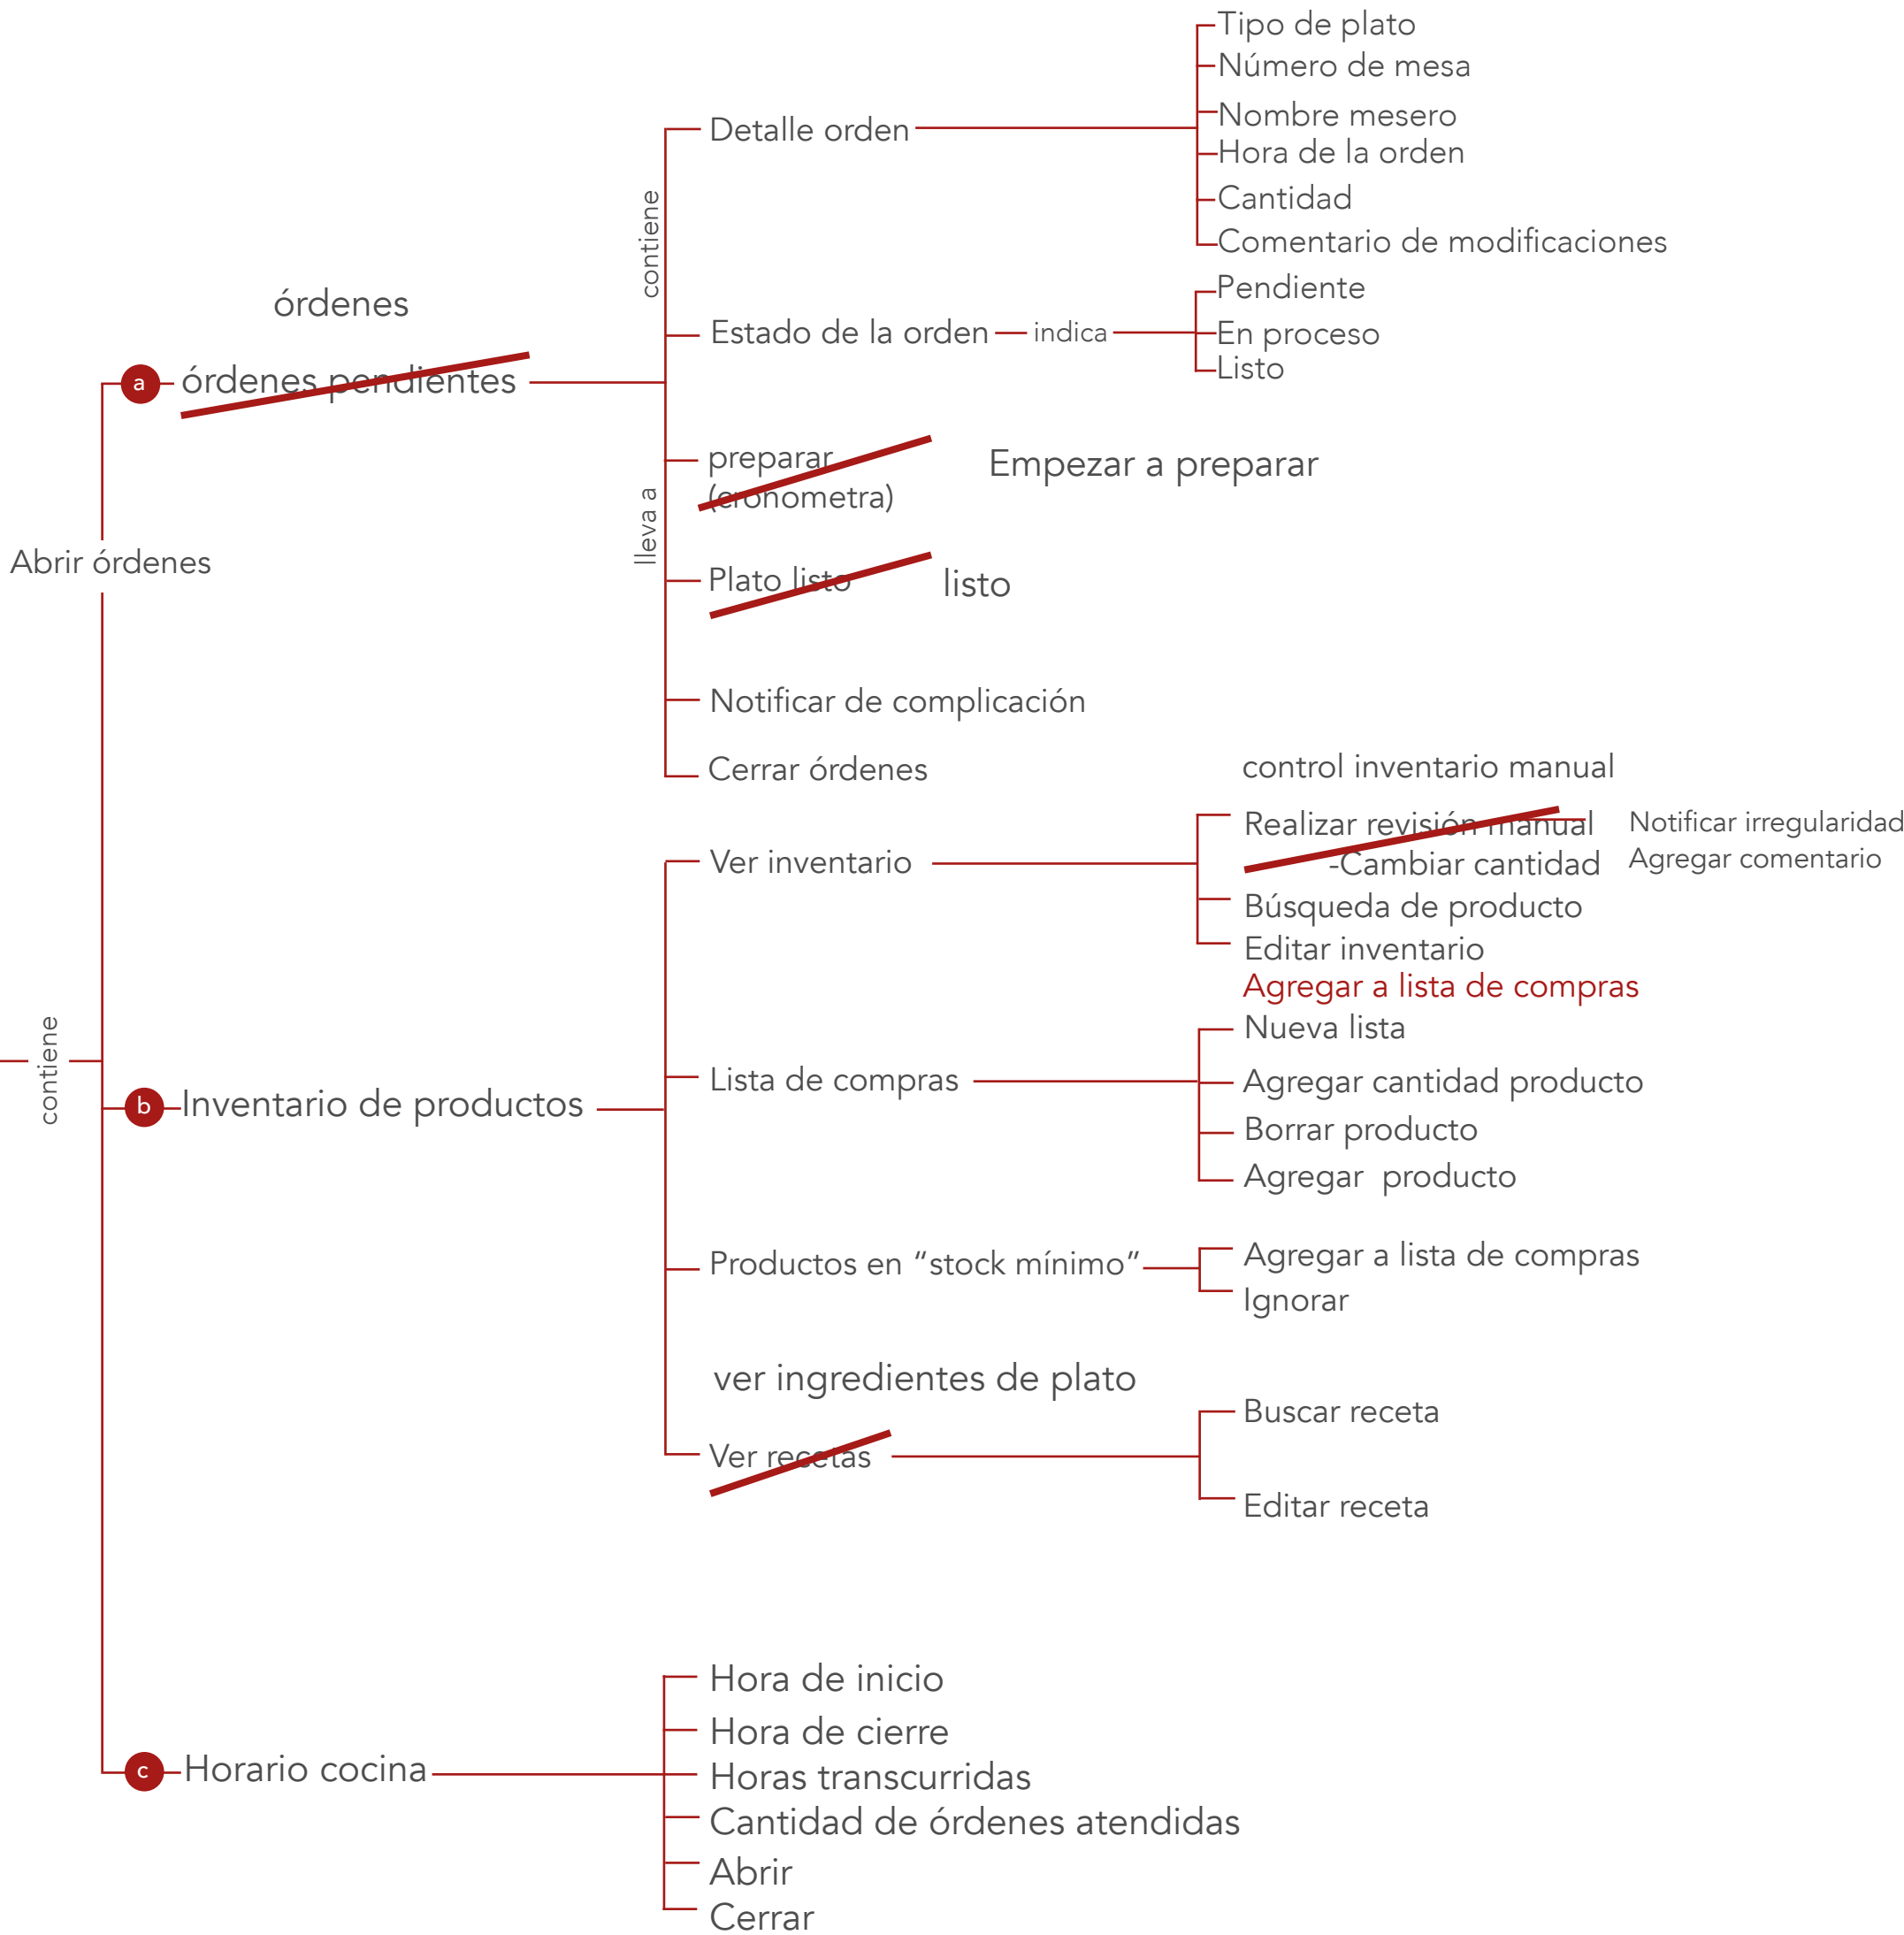 Tipo de plato
Número de mesa
Nombre mesero
Hora de la orden
Cantidad
Comentario de modificaciones
Detalle orden
contiene
Pendiente
En proceso
Listo
Estado de la orden
indica
órdenes
a
órdenes pendientes
preparar
(cronometra)
Empezar a preparar
lleva a
Abrir órdenes
Plato listo
listo
Notificar de complicación
Cerrar órdenes
control inventario manual
Realizar revisión manual
-Cambiar cantidad
Notificar irregularidad
Agregar comentario
Ver inventario
Búsqueda de producto
Editar inventario
Agregar a lista de compras
Nueva lista
Lista de compras
Agregar cantidad producto
Borrar producto
Agregar producto
contiene
b
Inventario de productos
Productos en “stock mínimo”
Agregar a lista de compras
Ignorar
ver ingredientes de plato
Ver recetas
Buscar receta
Editar receta
c
Horario cocina
Hora de inicio
Hora de cierre
Horas transcurridas
Cantidad de órdenes atendidas
Abrir
Cerrar